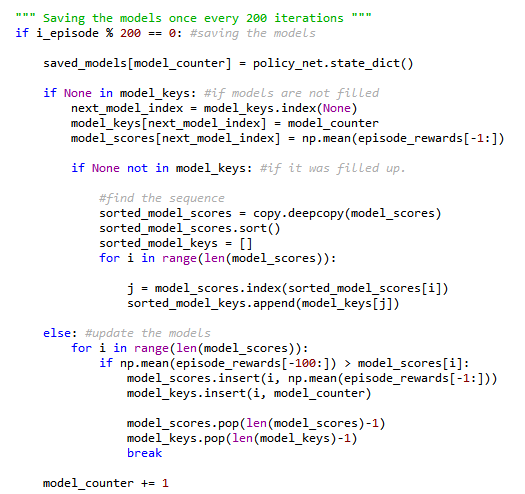 """ Saving the models once every 200 iterations """
if i_episode % 200 == 0: #saving the models
saved_models[model_counter] = policy_net.state_dict()
if None in model_keys: #if models are not filled
next_model_index = model_keys.index(None)
model_keys[next_model_index] = model_counter
model_scores[next_model_index] = np.mean(episode_rewards[-1:])
if None not in model_keys: #if it was filled up.
#find the sequence
sorted_model_scores = copy.deepcopy(model_scores)
sorted_model_scores.sort()
sorted_model_keys = []
for i in range(len(model_scores)):
j = model_scores.index(sorted_model_scores[i])
sorted_model_keys.append(model_keys[j])
else: #update the models
for i in range(len(model_scores)):
if np.mean(episode_rewards[-100:]) > model_scores[i]:
model_scores.insert(i, np.mean(episode_rewards[-1:]))
model_keys.insert(i, model_counter)
model_scores.pop(len(model_scores)-1)
model_keys.pop(len(model_keys)-1)
break
model_counter += 1